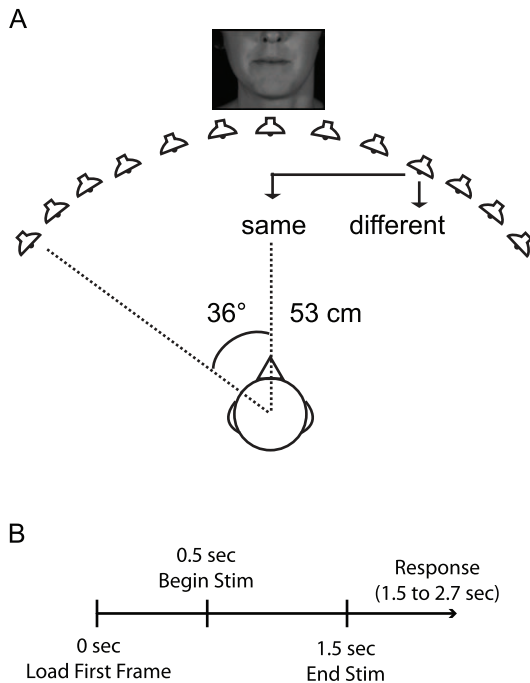 A
same different
36° 53 cm
B
0.5 sec
Begin Stim
Response
(1.5 to 2.7 sec)
0 sec
Load First Frame
1.5 sec
End Stim